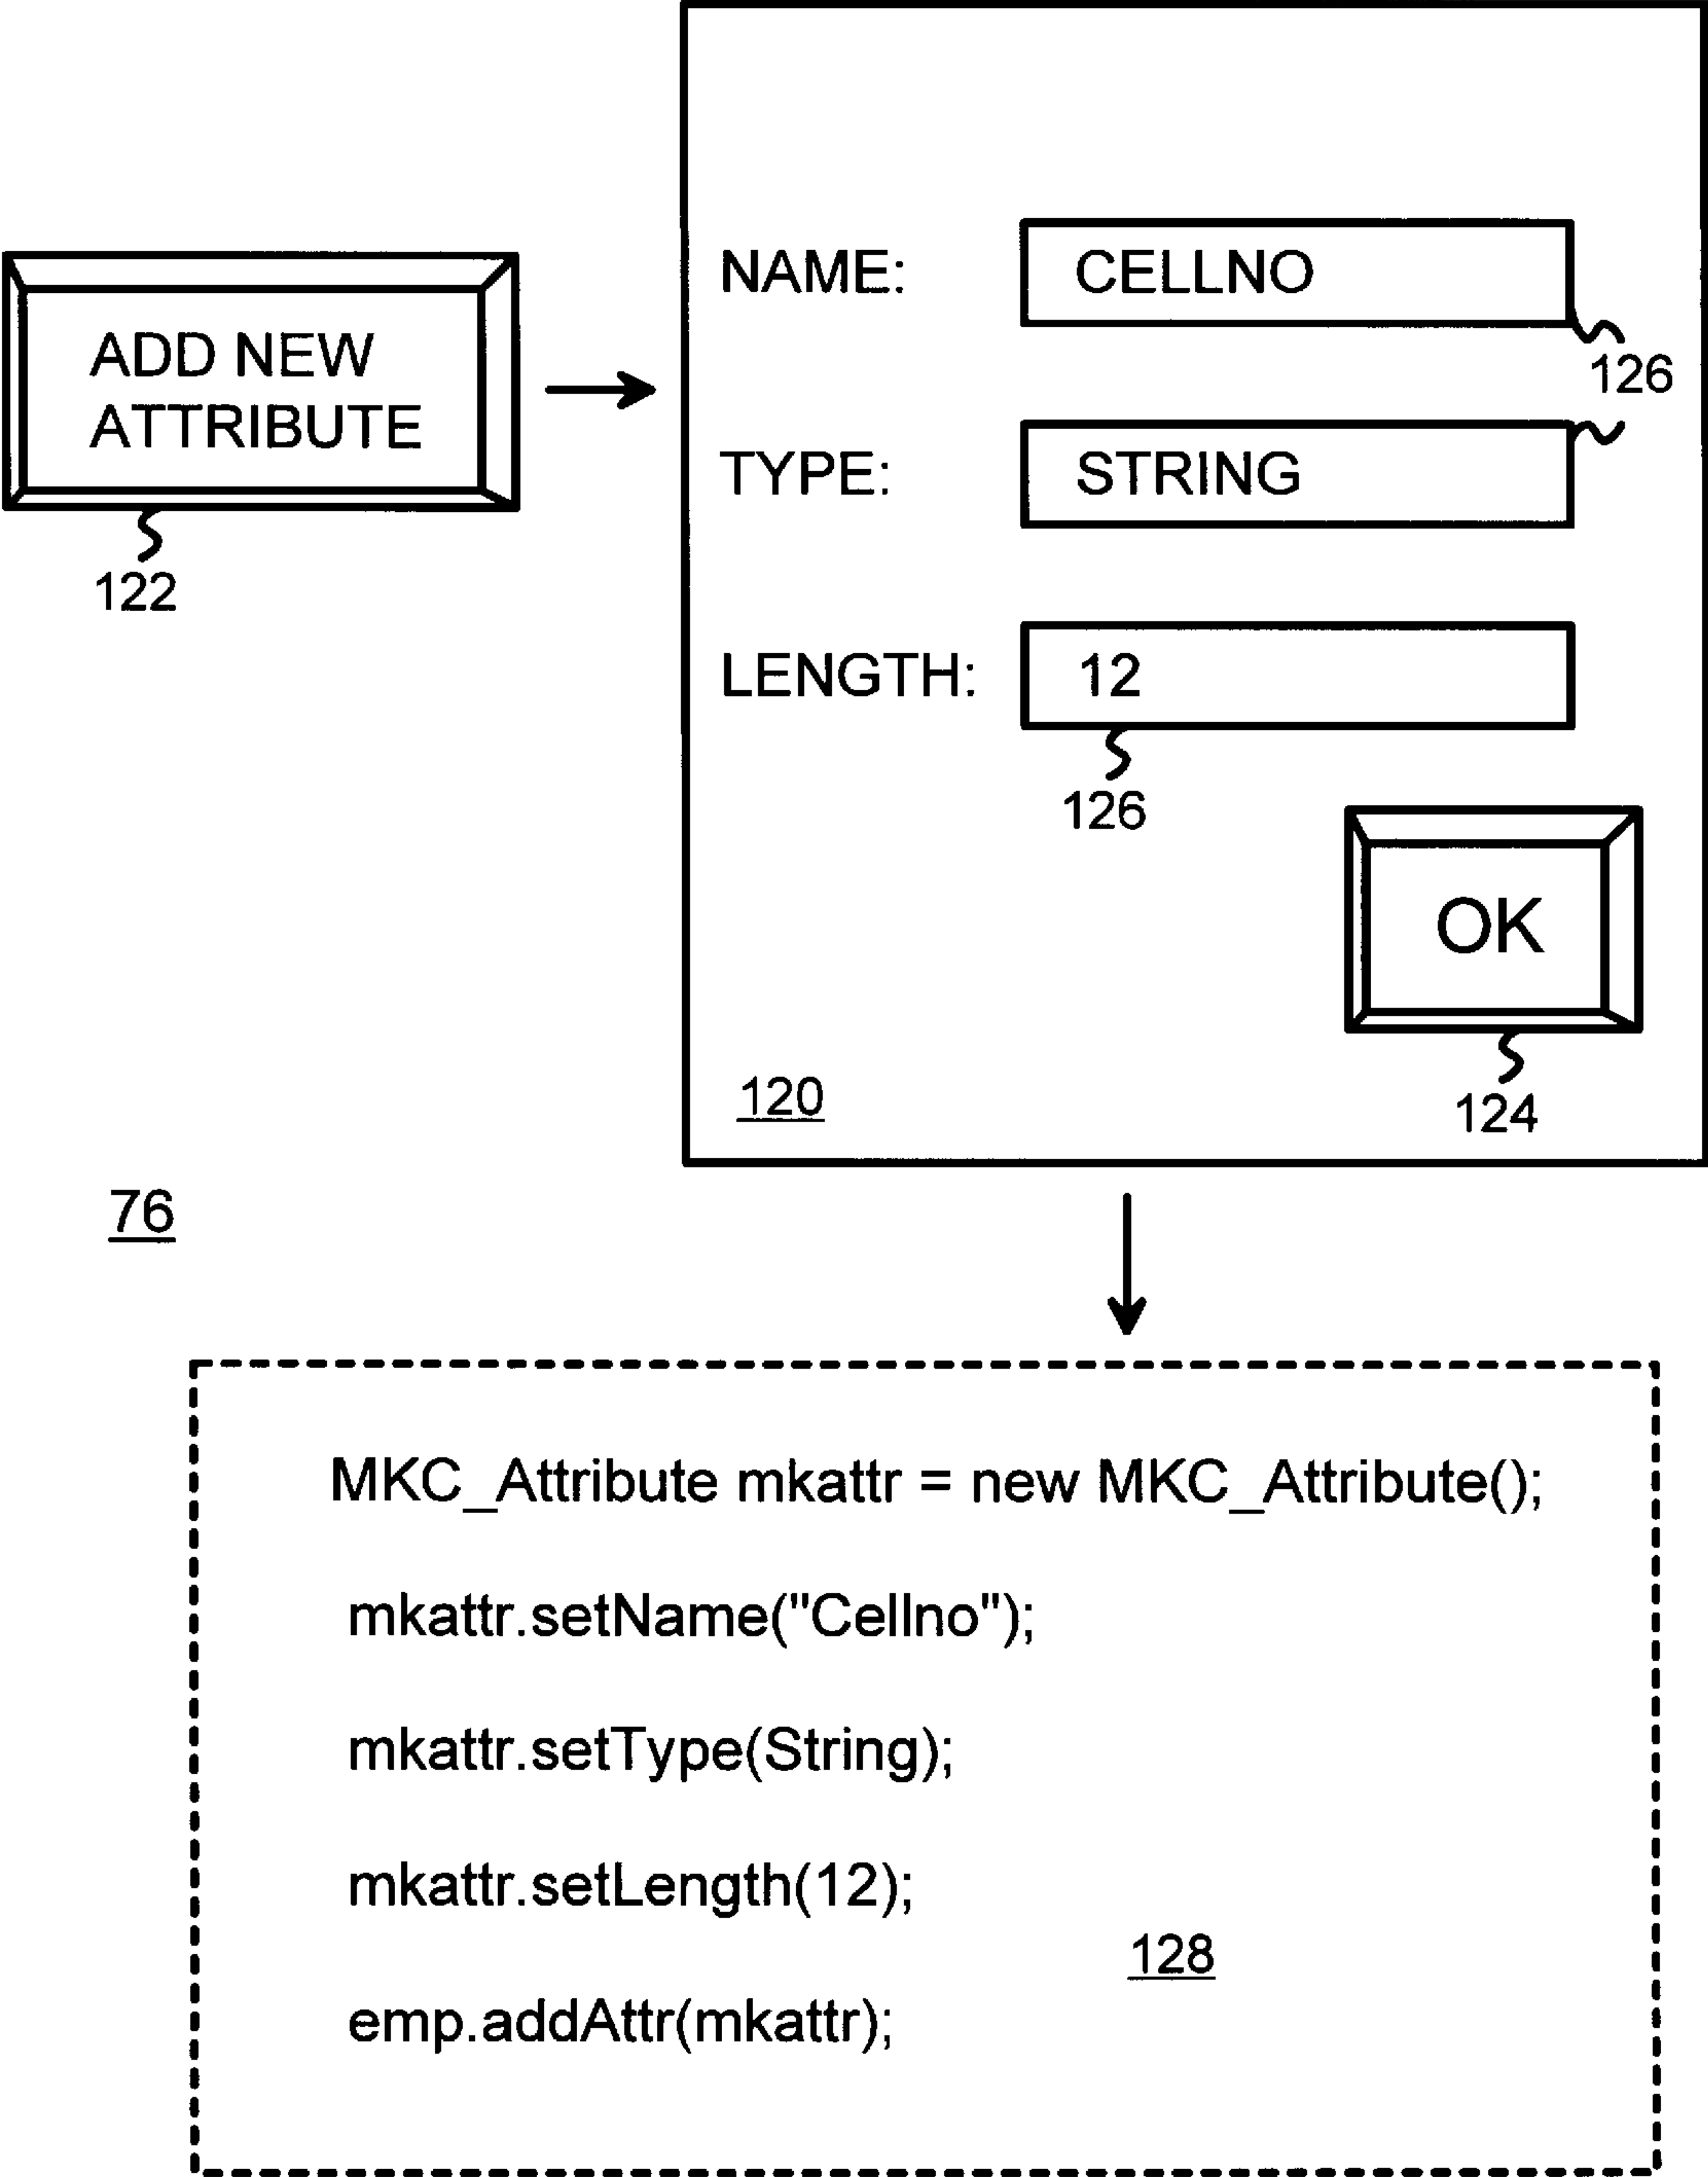 ADD NEW
ATTRIBUTE
122
NAME:
CELLNO
126
TYPE:
STRING
LENGTH:
12
126
OK
124
120
76
MKC_Attribute mkattr = new MKC_Attribute();
mkattr.setName("Cellno");
mkattr.setType(String);
mkattr.setLength(12);
128
emp.addAttr(mkattr);